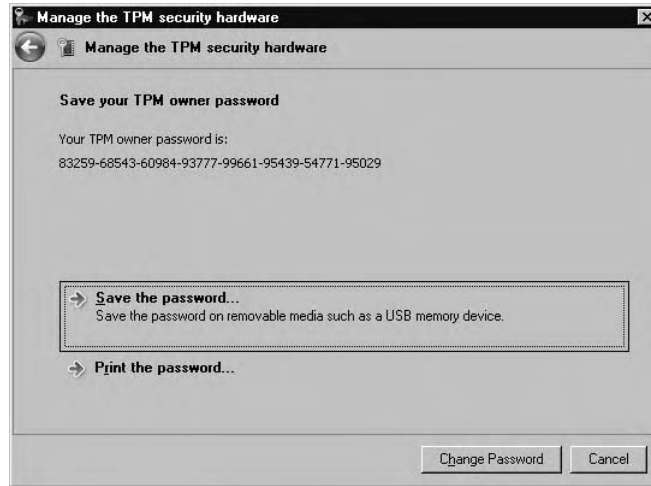 Manage the TPM security hardware
Manage the TPM security hardware
Save your TPM owner password
Your TPM owner password is:
83259-68543-60984-93777-99661-95439-54771-95029
Save the password...
Save the password on removable media such as a USB memory device.
Print the password...
Change Password Cancel